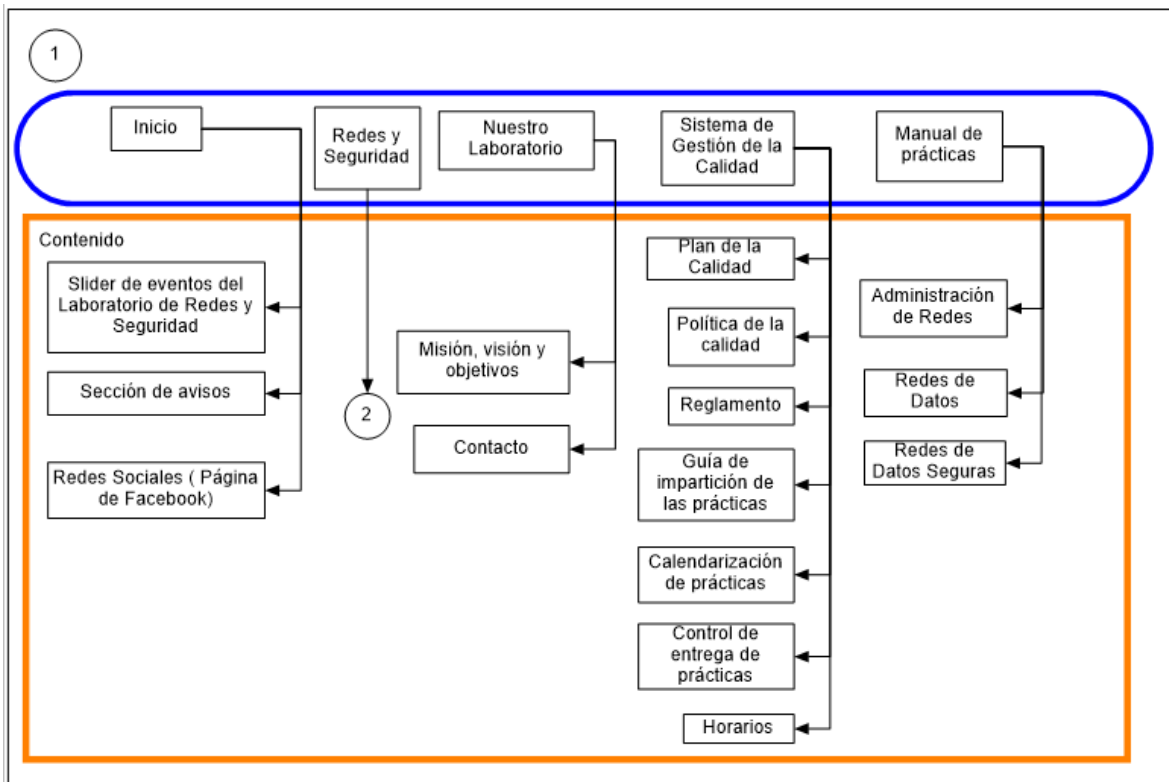 1
Inicio
Redes y
Seguridad
Nuestro
Laboratorio
Sistema de
Gestión de la
Calidad
Manual de
prácticas
Contenido
Slider de eventos del
Laboratorio de Redes y
Seguridad
Sección de avisos
Redes Sociales ( Página
de Facebook)
2
Misión, visión y
objetivos
Contacto
Plan de la
Calidad
Política de la
calidad
Reglamento
Guía de
impartición de
las prácticas
Calendarización
de prácticas
Control de
entrega de
prácticas
Horarios
Administración
de Redes
Redes de
Datos
Redes de
Datos Seguras